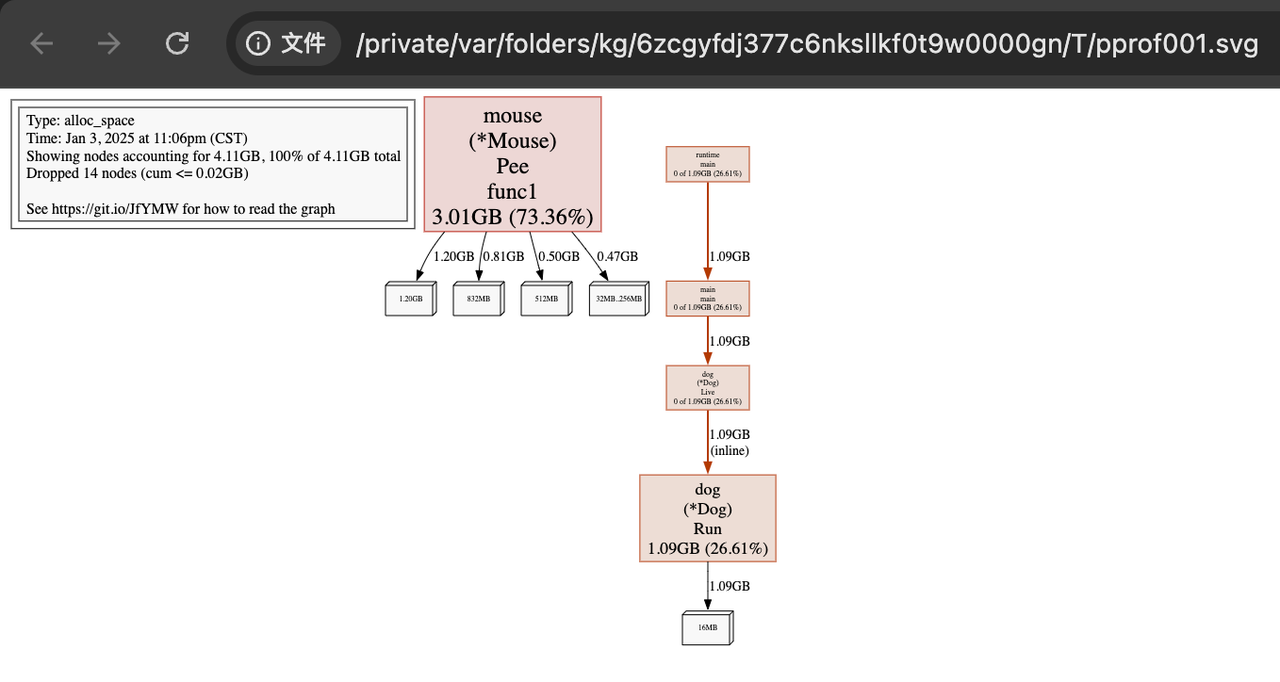 文件 /private/var/folders/kg/6zcgyfdj377c6nksllkf0t9w0000gn/T/pprof001.svg
Type: alloc_space
Time: Jan 3, 2025 at 11:06pm (CST)
Showing nodes accounting for 4.11GB, 100% of 4.11GB total
Dropped 14 nodes (cum <= 0.02GB)
See https://git.io/JfYMW for how to read the graph
mouse
(*Mouse)
Pee
func1
3.01GB (73.36%)
1.20GB 0.81GB 0.50GB 0.47GB
1.20GB
832MB
512MB
32MB..256MB
runtime
main
0 of 1.09GB (26.61%)
1.09GB
main
main
0 of 1.09GB (26.61%)
1.09GB
dog
(*Dog)
Live
0 of 1.09GB (26.61%)
1.09GB
(inline)
dog
(*Dog)
Run
1.09GB (26.61%)
1.09GB
16MB